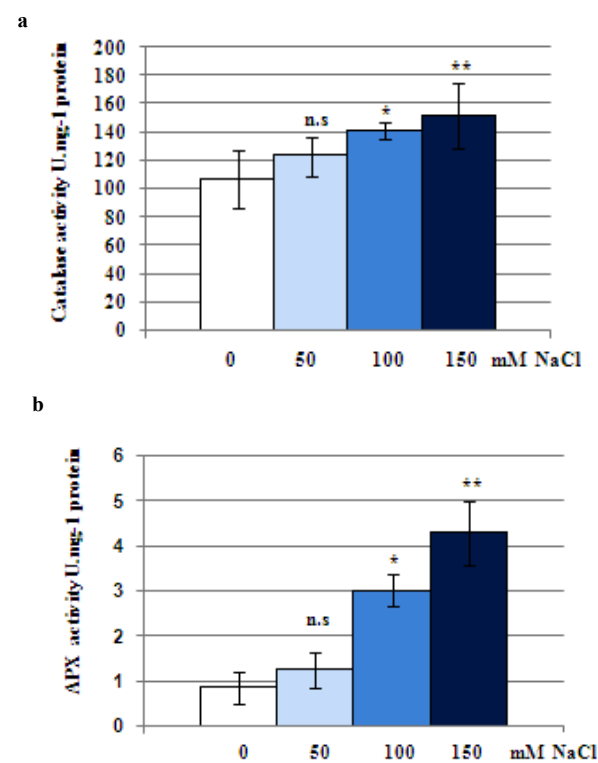 a
Catalase activity U.mg-1 protein
200
180
160
140
120
100
80
60
40
20
0
n.s
*
**
0 50 100 150 mM NaCl
b
APX activity U.mg-1 protein
6
5
4
3
2
1
0
n.s
*
**
0 50 100 150 mM NaCl